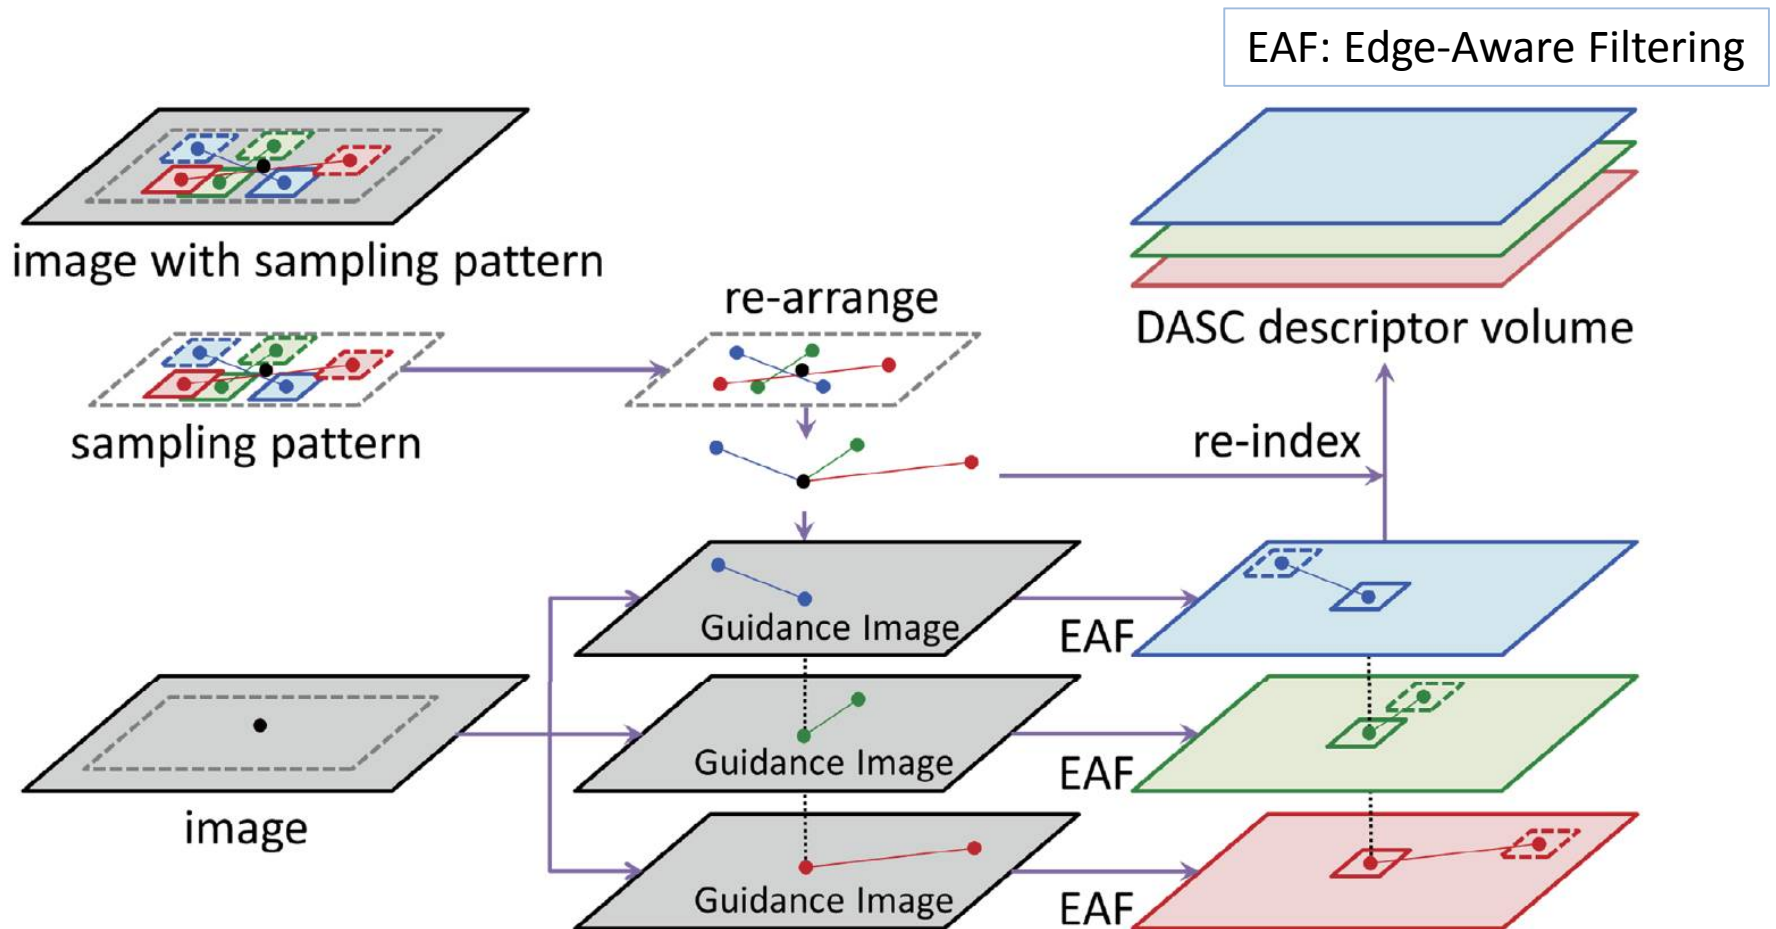 EAF: Edge-Aware Filtering
image with sampling pattern
re-arrange
DASC descriptor volume
sampling pattern
re-index
Guidance Image
EAF
Guidance Image
EAF
image
Guidance Image
EAF